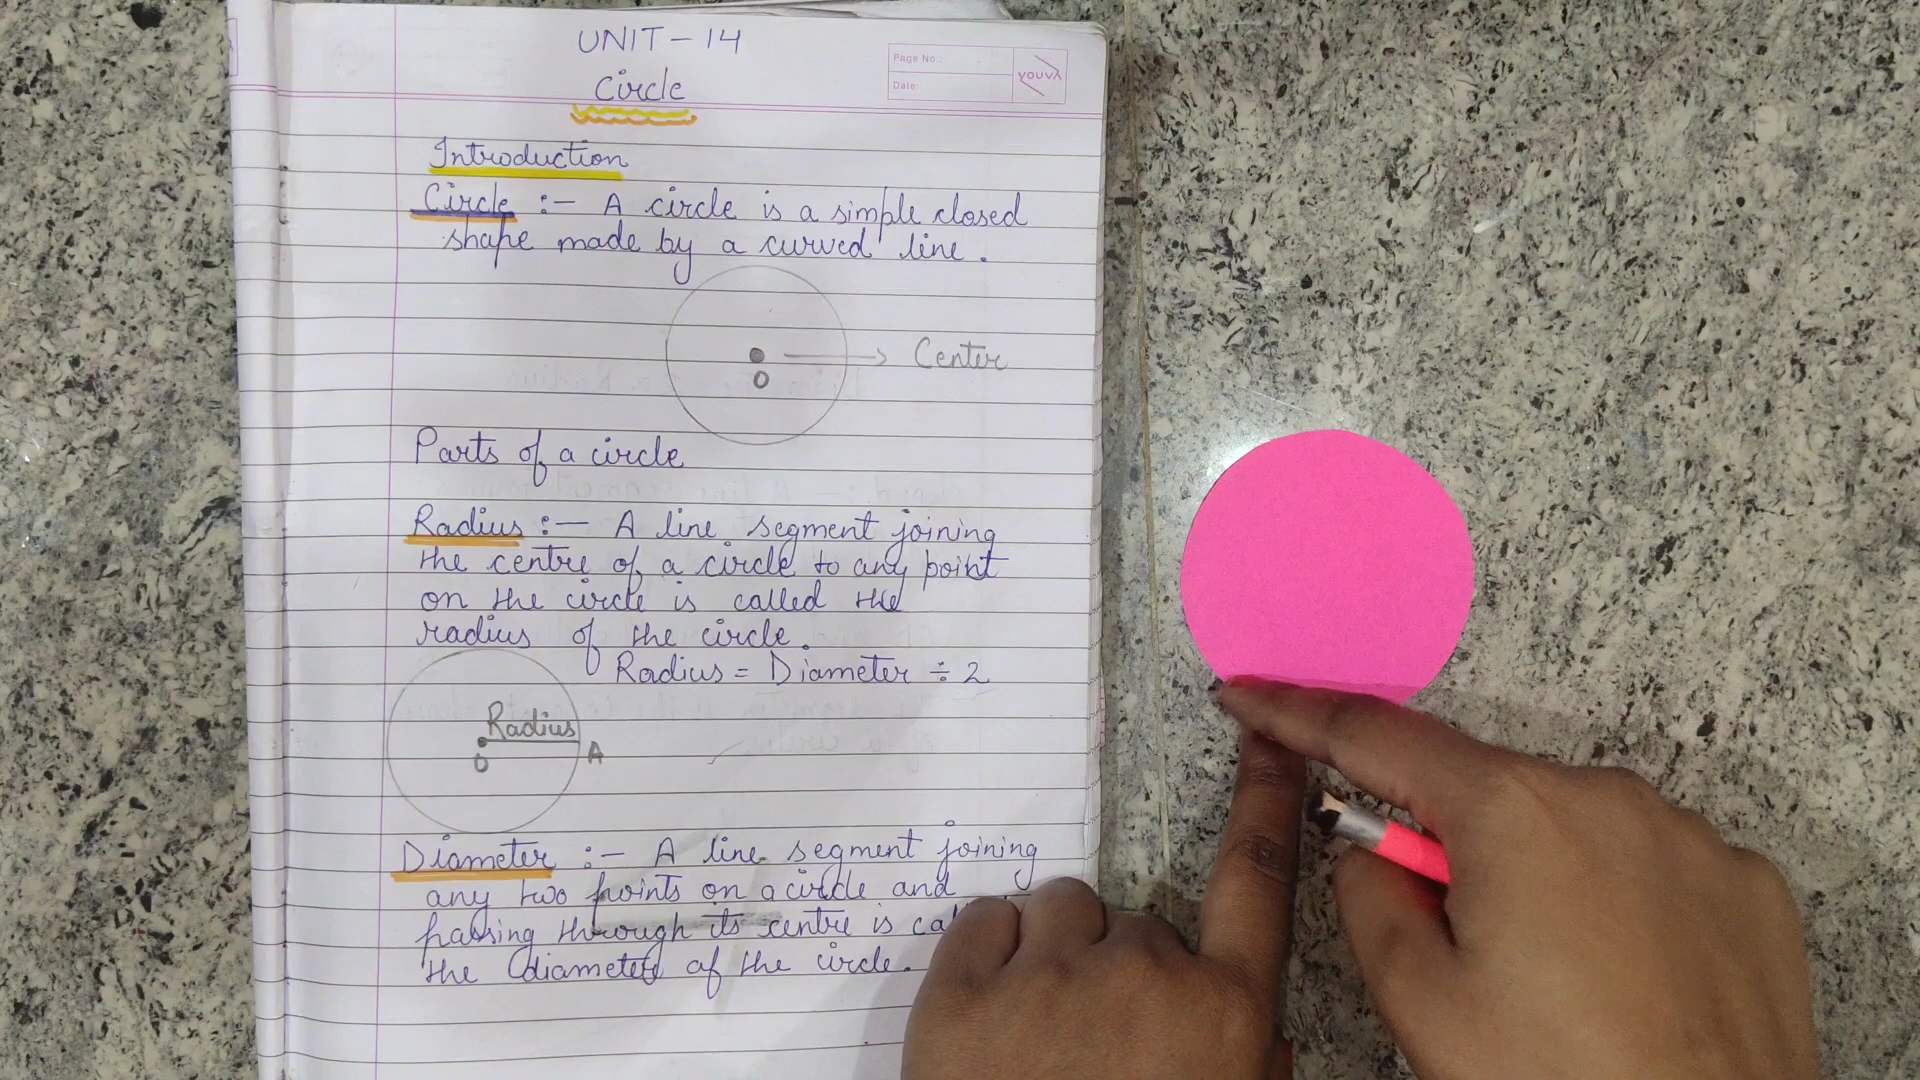 UNIT - 14
Circle
Page No.:
Date:
youva
Introduction
Circle :- A circle is a simple closed
shape made by a curved line.
Center
O
Parts of a circle
Radius :- A line segment joining
the centre of a circle to any point
on the circle is called the
radius of the circle.
Radius = Diameter ÷ 2
Radius
O A
Diameter :- A line segment joining
any two points on a circle and
passing through its centre is
the diameter of the circle.